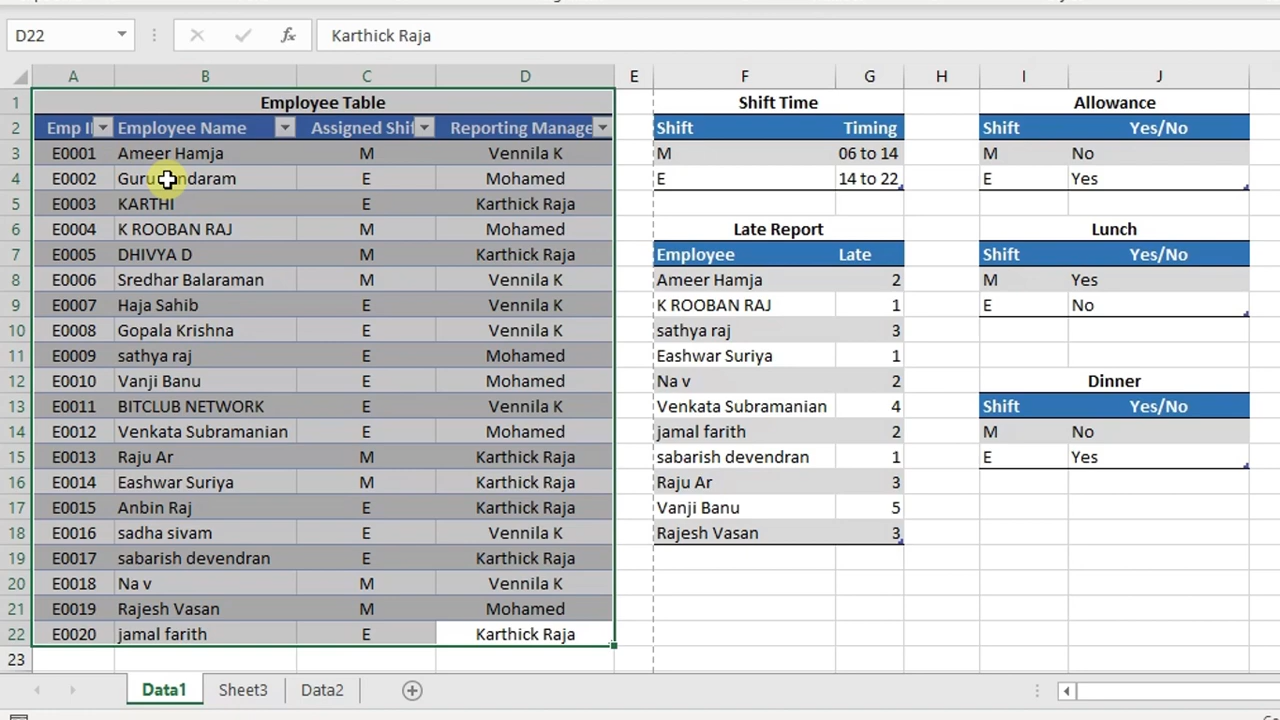 D22
fx
Karthick Raja
A B C D E F G H I J
1 Employee Table Shift Time Allowance
2 Emp I Employee Name Assigned Shif Reporting Manage Shift Timing Shift Yes/No
3 E0001 Ameer Hamja M Vennila K M 06 to 14 M No
4 E0002 E Mohamed E 14 to 22 E Yes
5 E0003 KARTHI E Karthick Raja
6 E0004 K ROOBAN RAJ M Mohamed Late Report Lunch
7 E0005 DHIVYA D M Karthick Raja Employee Late Shift Yes/No
8 E0006 Sredhar Balaraman M Vennila K Ameer Hamja 2 M Yes
9 E0007 Haja Sahib E Vennila K K ROOBAN RAJ 1 E No
10 E0008 Gopala Krishna E Vennila K sathya raj 3
11 E0009 sathya raj E Mohamed Eashwar Suriya 1
12 E0010 Vanji Banu E Mohamed Na v 2 Dinner
13 E0011 BITCLUB NETWORK E Vennila K Venkata Subramanian 4 Shift Yes/No
14 E0012 Venkata Subramanian E Mohamed jamal farith 2 M No
15 E0013 Raju Ar M Karthick Raja sabarish devendran 1 E Yes
16 E0014 Eashwar Suriya M Karthick Raja Raju Ar 3
17 E0015 Anbin Raj E Karthick Raja Vanji Banu 5
18 E0016 sadha sivam E Vennila K Rajesh Vasan 3
19 E0017 sabarish devendran E Karthick Raja
20 E0018 Na v M Vennila K
21 E0019 Rajesh Vasan M Mohamed
22 E0020 jamal farith E Karthick Raja
23
Data1 Sheet3 Data2